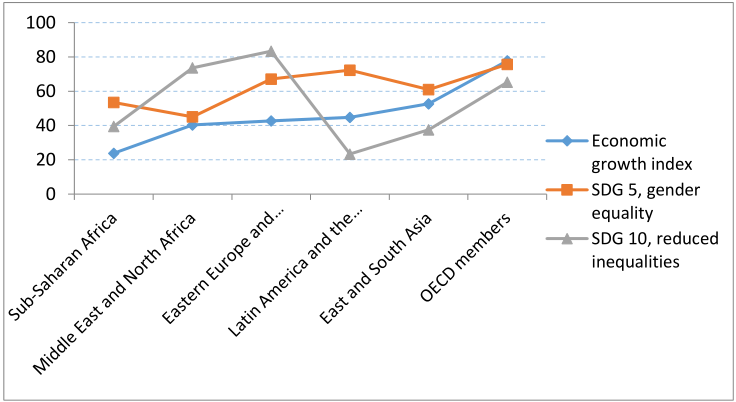 100
80
60
40
20
0
Sub-Saharan Africa
Middle East and North Africa
Eastern Europe and...
Latin America and the...
East and South Asia
OECD members
Economic
growth index
SDG 5, gender
equality
SDG 10, reduced
inequalities